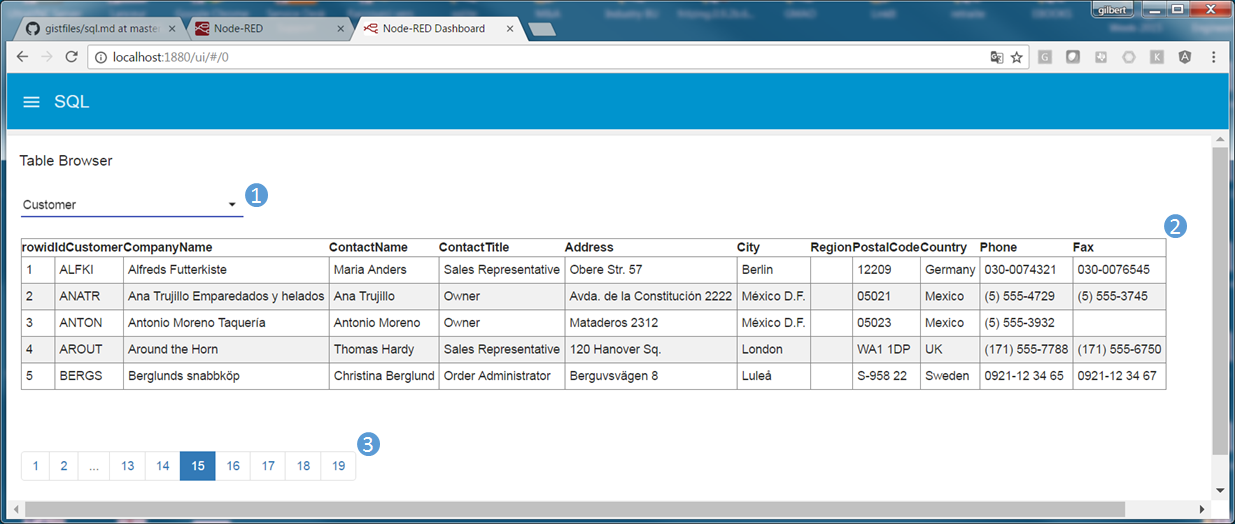 gilbert
gistfiles/sql.md at maste
Node-RED
Node-RED Dashboard
localhost:1880/ui/#/0
SQL
Table Browser
Customer
1
2
rowid IdCustomer CompanyName ContactName ContactTitle Address City Region PostalCode Country Phone Fax
1 ALFKI Alfreds Futterkiste Maria Anders Sales Representative Obere Str. 57 Berlin 12209 Germany 030-0074321 030-0076545
2 ANATR Ana Trujillo Emparedados y helados Ana Trujillo Owner Avda. de la Constitución 2222 México D.F. 05021 Mexico (5) 555-4729 (5) 555-3745
3 ANTON Antonio Moreno Taquería Antonio Moreno Owner Mataderos 2312 México D.F. 05023 Mexico (5) 555-3932
4 AROUT Around the Horn Thomas Hardy Sales Representative 120 Hanover Sq. London WA1 1DP UK (171) 555-7788 (171) 555-6750
5 BERGS Berglunds snabbköp Christina Berglund Order Administrator Berguvsvägen 8 Luleå S-958 22 Sweden 0921-12 34 65 0921-12 34 67
3
1 2 ... 13 14 15 16 17 18 19